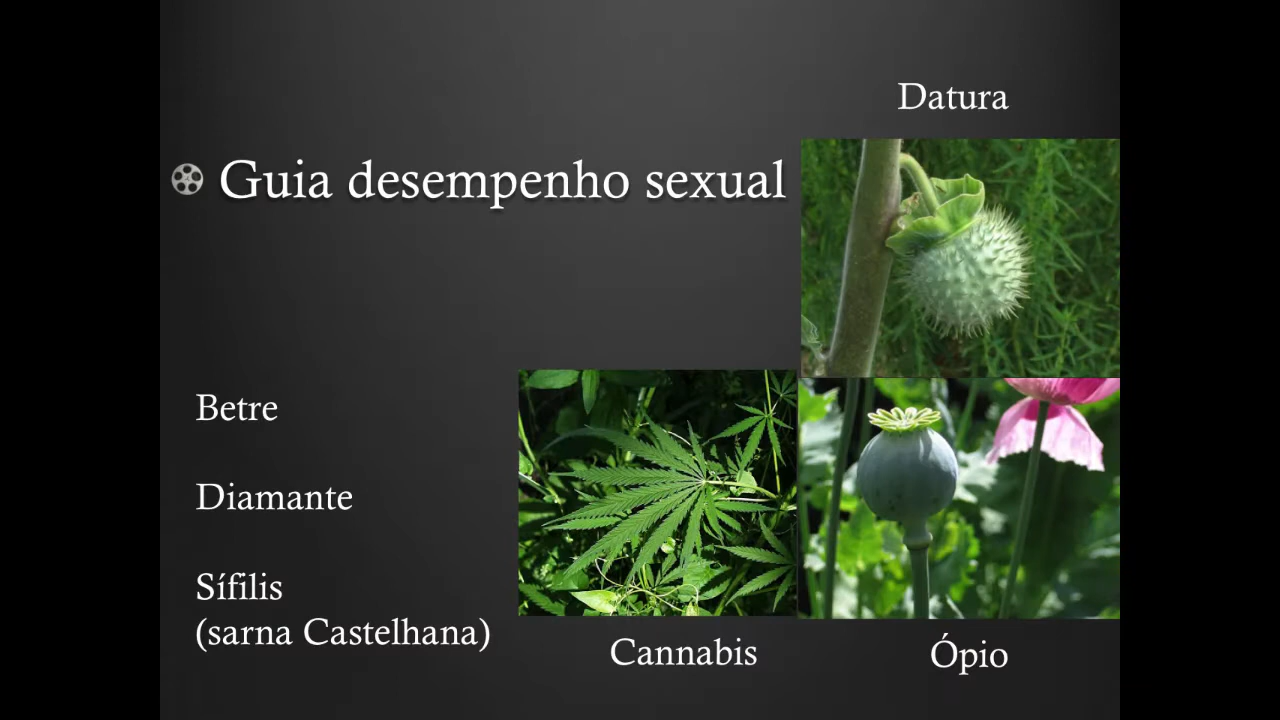 Datura
Guia desempenho sexual
Betre
Diamante
Sífilis
(sarna Castelhana)
Cannabis
Ópio